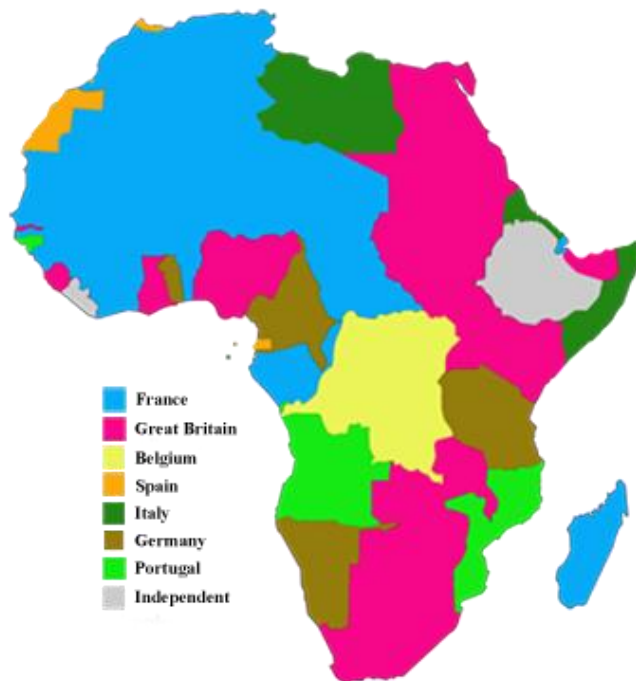 France
Great Britain
Belgium
Spain
Italy
Germany
Portugal
Independent